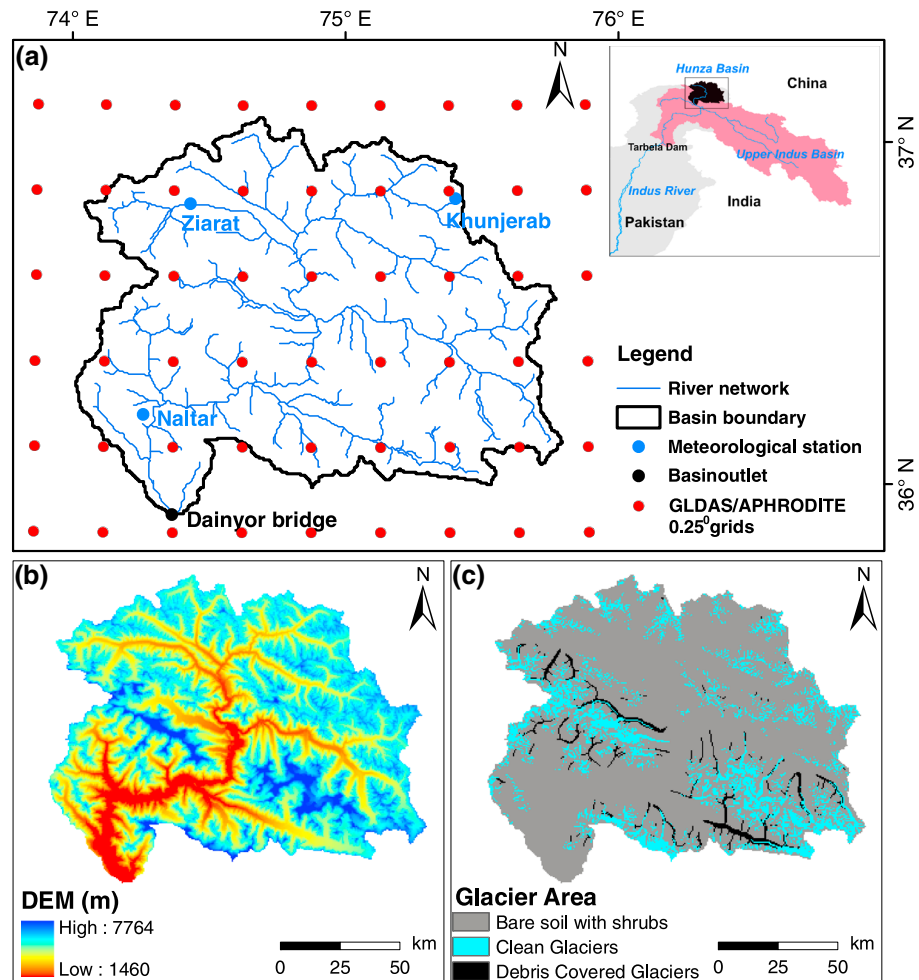 74° E
75° E
76° E
(a)
N
Hunza Basin
China
Tarbela Dam
Upper Indus Basin
Indus River
India
Pakistan
37° N
Ziarat
Khunjerab
Naltar
Dainyor bridge
Legend
River network
Basin boundary
Meteorological station
Basinoutlet
GLDAS/APHRODITE
0.25⁰grids
36° N
(b)
N
DEM (m)
High : 7764
Low : 1460
km
0 25 50
(c)
N
Glacier Area
Bare soil with shrubs
Clean Glaciers
Debris Covered Glaciers
km
0 25 50